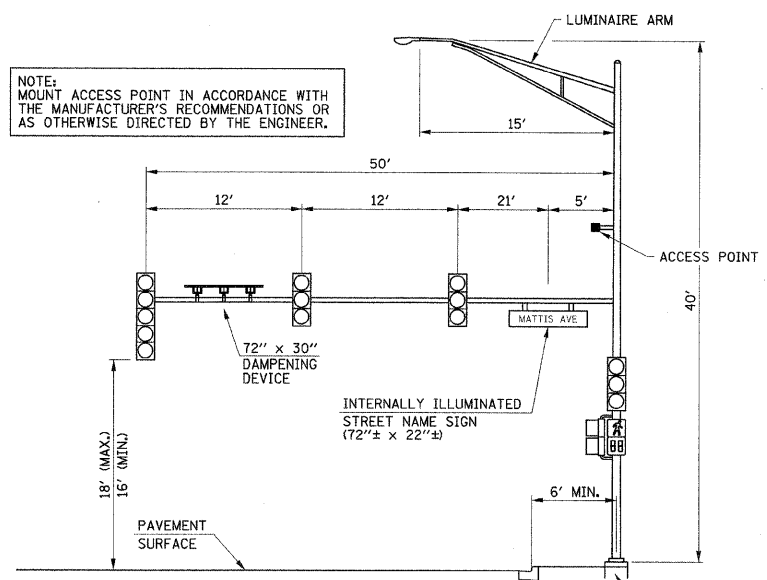 LUMINAIRE ARM
NOTE:
MOUNT ACCESS POINT IN ACCORDANCE WITH
THE MANUFACTURER'S RECOMMENDATIONS OR
AS OTHERWISE DIRECTED BY THE ENGINEER.
15'
50'
12'
12'
21'
5'
ACCESS POINT
40'
MATTIS AVE
72" x 30"
DAMPENING
DEVICE
INTERNALLY ILLUMINATED
STREET NAME SIGN
(72"± x 22"±)
18' (MAX.)
16' (MIN.)
6' MIN.
PAVEMENT
SURFACE